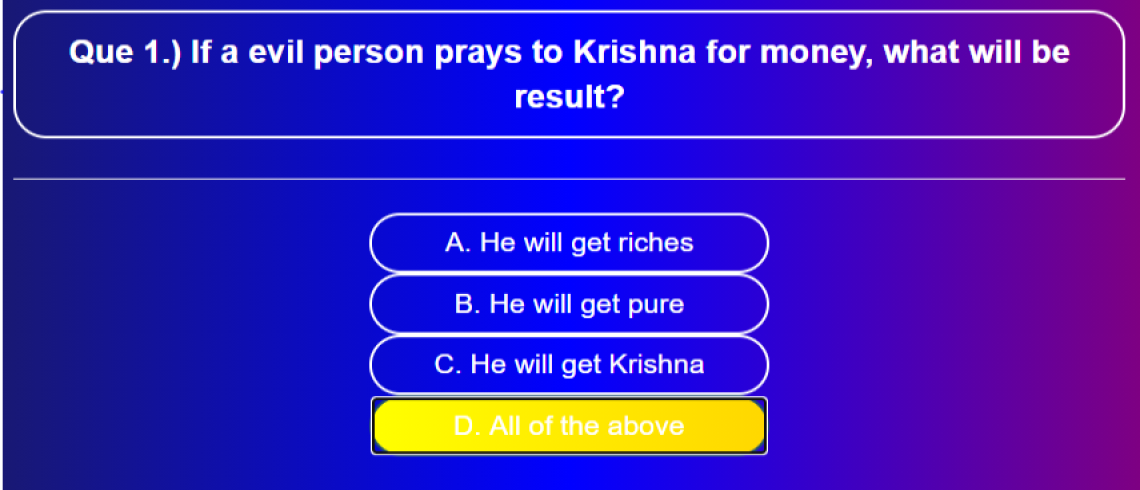 Que 1.) If a evil person prays to Krishna for money, what will be
result?
A. He will get riches
B. He will get pure
C. He will get Krishna
D. All of the above